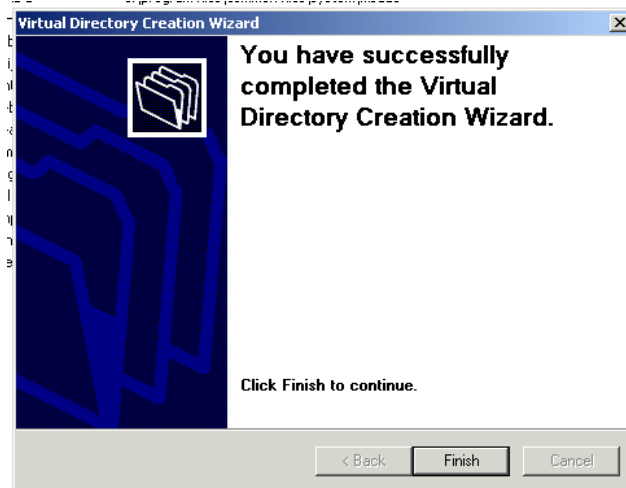 Virtual Directory Creation Wizard
You have successfully
completed the Virtual
Directory Creation Wizard.
Click Finish to continue.
< Back
Finish
Cancel